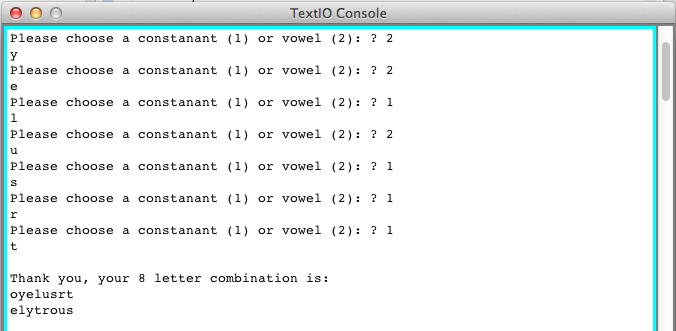 TextIO Console
Please choose a constanant (1) or vowel (2): ? 2
y
Please choose a constanant (1) or vowel (2): ? 2
e
Please choose a constanant (1) or vowel (2): ? 1
l
Please choose a constanant (1) or vowel (2): ? 2
u
Please choose a constanant (1) or vowel (2): ? 1
s
Please choose a constanant (1) or vowel (2): ? 1
r
Please choose a constanant (1) or vowel (2): ? 1
t
Thank you, your 8 letter combination is:
oyelusrt
elytrous